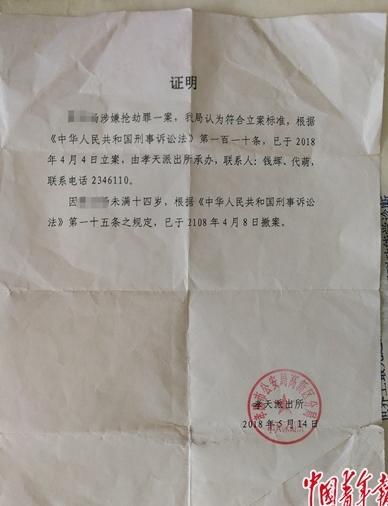 证明
杨涉嫌抢劫罪一案，我局认为符合立案标准，根据
《中华人民共和国刑事诉讼法》第一百一十条，已于2018
年4月4日立案，由孝天派出所承办，联系人：钱辉、代萌，
联系电话2346110。
因 杨未满十四岁，根据《中华人民共和国刑事诉讼
法》第一十五条之规定，已于2108年4月8日撤案。
孝天派出所
2018年5月14日
中国青年报